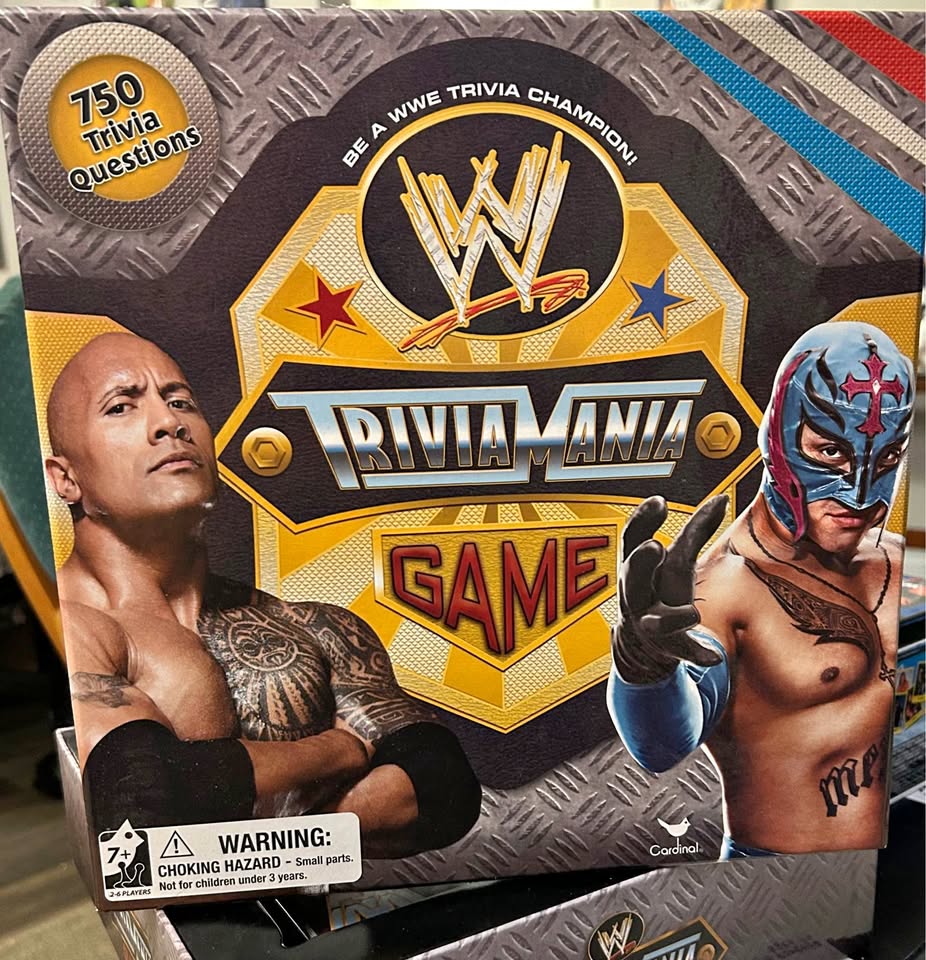 750
Trivia
Questions
BE A WWE TRIVIA CHAMPION!
W
TRIVIAMANIA
GAME
7+
2-6 PLAYERS
WARNING:
CHOKING HAZARD - Small parts.
Not for children under 3 years.
Cardinal
W